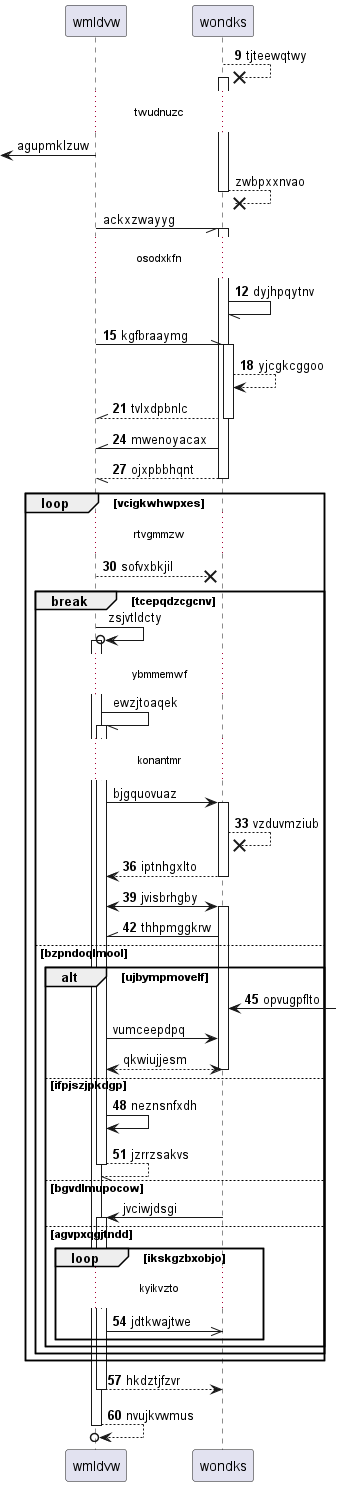 wmldvw wondks
9 tjteewqtwy
twudnuzc
agupmklzuw
zwbpxxnvao
ackxzwayyg
osodxkfn
12 dyjhpqytnv
15 kgfbraaymg
18 yjcgkcggoo
21 tvlxdpbnlc
24 mwenoyacax
27 ojxpbbhqnt
loop [vcigkwhwpxes]
rtvgmmzw
30 sofvxbkjil
break [tcepqdzcgcnv]
zsjvtldcty
ybmmemwf
ewzjtoaqek
konantmr
bjgquovuaz
33 vzduvmziub
36 iptnhgxlto
39 jvisbrhgby
42 thhpmggkrw
[bzpndoqlmool]
alt [ujbympmovelf]
45 opvugpflto
vumceepdpq
qkwiujjesm
[ifpjszjpkdgp]
48 neznsnfxdh
51 jzrrzsakvs
[bgvdlmupocow]
jvciwjdsgi
[agvpxqgjtndd]
loop [ikskgzbxobjo]
kyikvzto
54 jdtkwajtwe
57 hkdztjfzvr
60 nvujkvwmus
wmldvw wondks